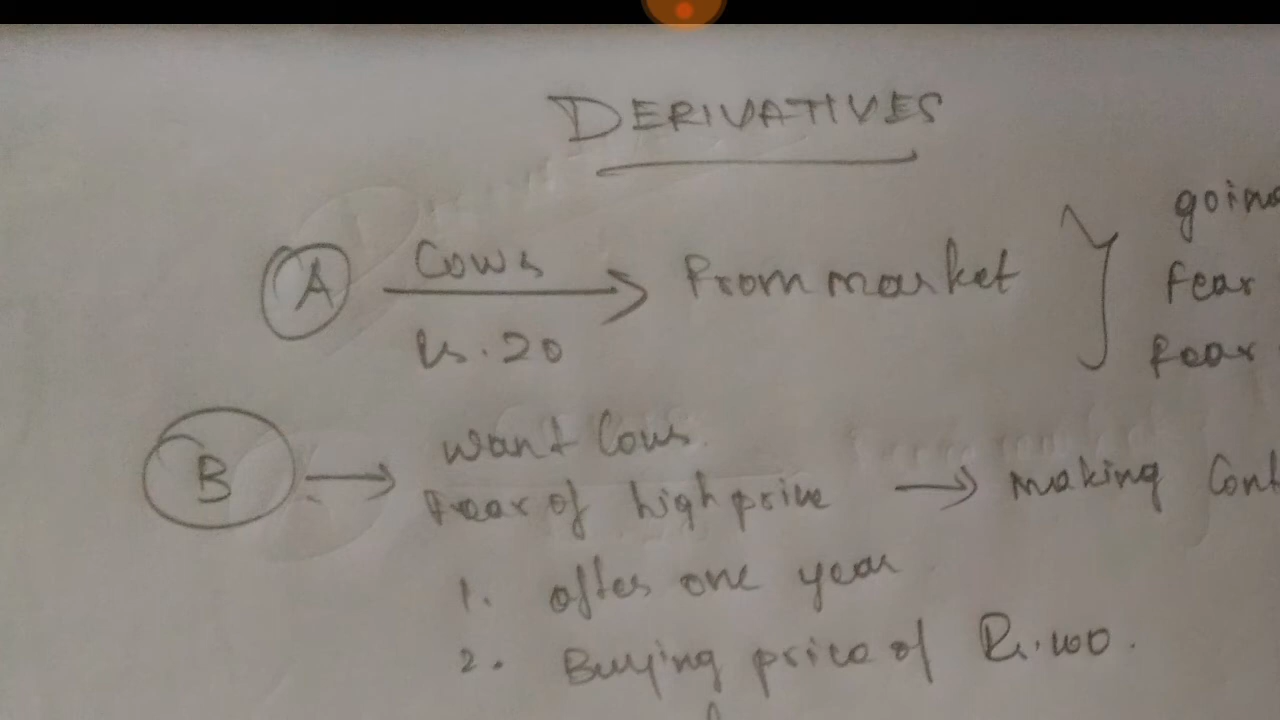 DERIVATIVES
A Cows From market going
Rs. 20 fear
fear
B want Cows
Fear of high price making Cont
1. after one year
2. Buying price of Rs. 100.